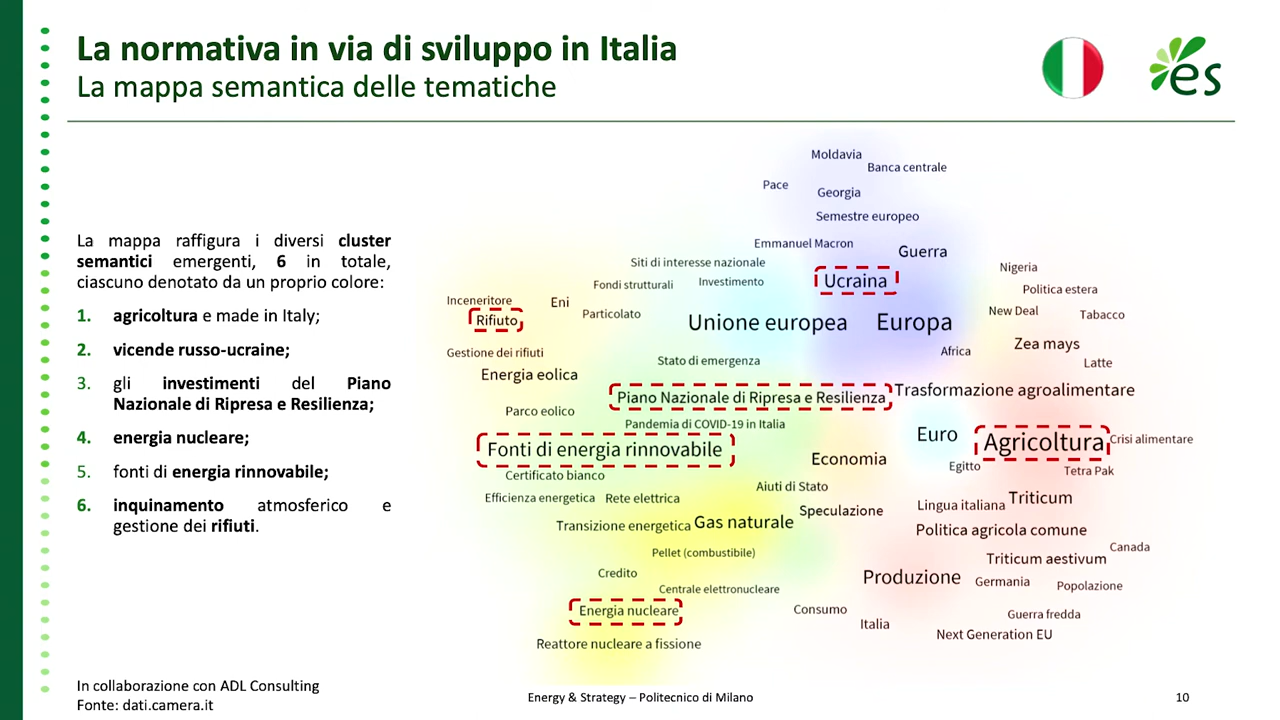 La normativa in via di sviluppo in Italia
La mappa semantica delle tematiche
es
La mappa raffigura i diversi cluster
semantici emergenti, 6 in totale,
ciascuno denotato da un proprio colore:
1. agricoltura e made in Italy;
2. vicende russo-ucraine;
3. gli investimenti del Piano
Nazionale di Ripresa e Resilienza;
4. energia nucleare;
5. fonti di energia rinnovabile;
6. inquinamento atmosferico e
gestione dei rifiuti.
Moldavia
Banca centrale
Pace
Georgia
Semestre europeo
Emmanuel Macron
Guerra
Siti di interesse nazionale
Nigeria
Fondi strutturali
Investimento
Ucraina
Politica estera
Inceneritore
Eni
Particolato
New Deal
Tabacco
Rifiuto
Unione europea
Europa
Gestione dei rifiuti
Stato di emergenza
Africa
Zea mays
Latte
Energia eolica
Piano Nazionale di Ripresa e Resilienza
Trasformazione agroalimentare
Parco eolico
Pandemia di COVID-19 in Italia
Euro
Agricoltura
Crisi alimentare
Fonti di energia rinnovabile
Economia
Egitto
Tetra Pak
Certificato bianco
Aiuti di Stato
Efficienza energetica
Rete elettrica
Speculazione
Lingua italiana
Triticum
Transizione energetica
Gas naturale
Politica agricola comune
Pellet (combustibile)
Triticum aestivum
Canada
Credito
Centrale elettronucleare
Produzione
Germania
Popolazione
Energia nucleare
Consumo
Italia
Guerra fredda
Reattore nucleare a fissione
Next Generation EU
In collaborazione con ADL Consulting
Fonte: dati.camera.it
Energy & Strategy – Politecnico di Milano
10